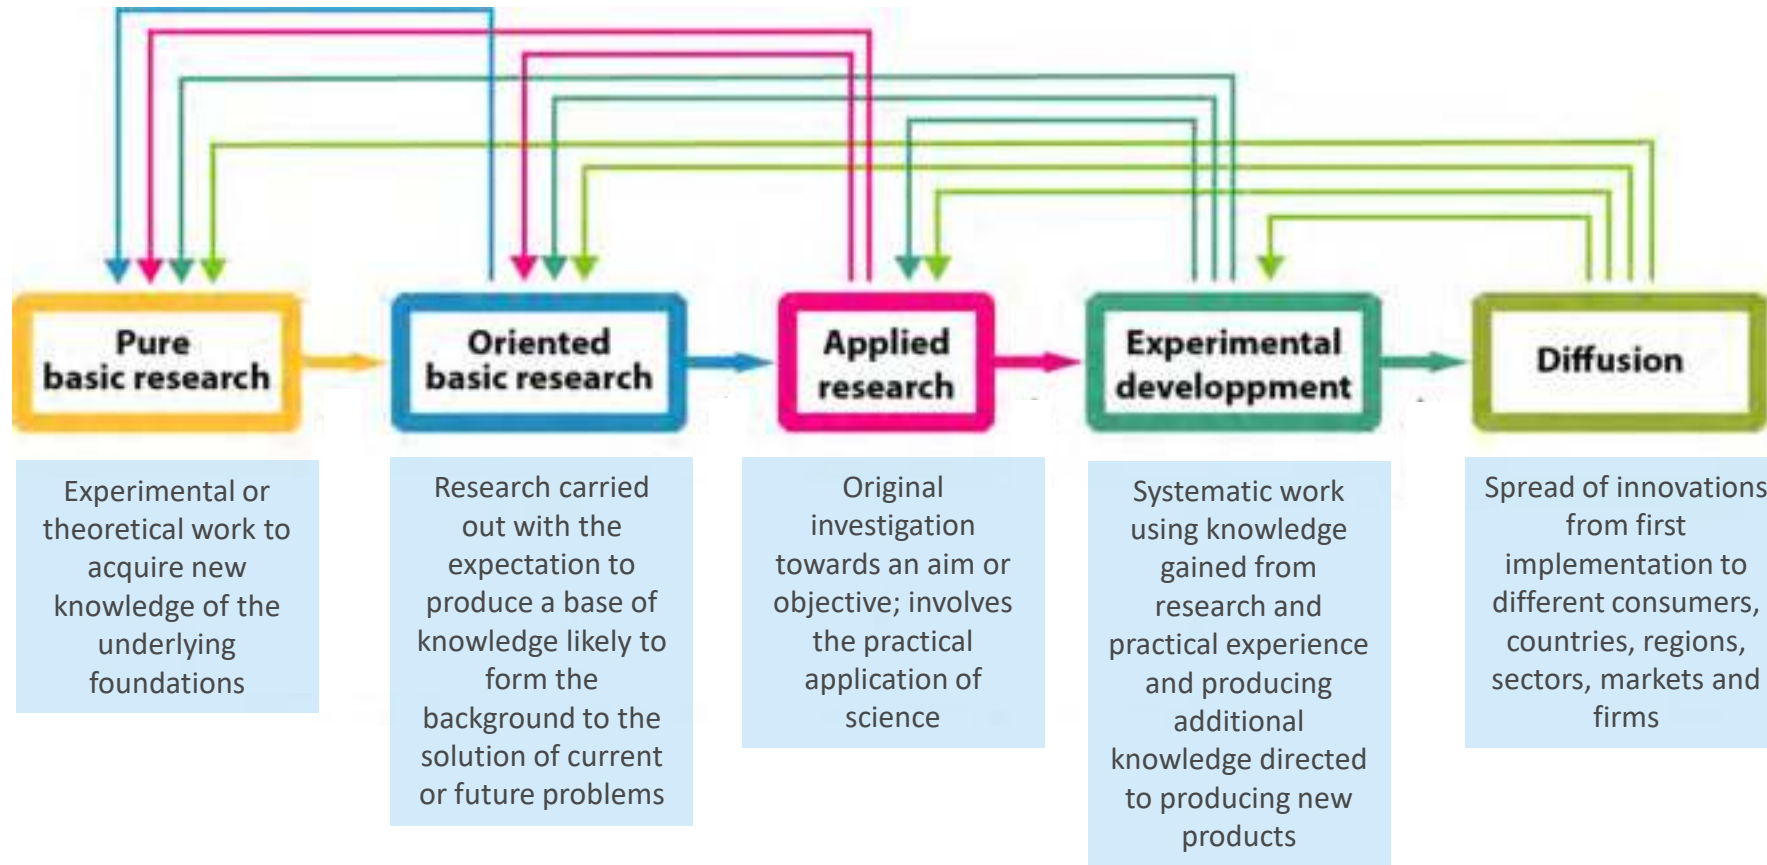 Pure
basic research
Oriented
basic research
Applied
research
Experimental
developpment
Diffusion
Experimental or
theoretical work to
acquire new
knowledge of the
underlying
foundations
Research carried
out with the
expectation to
produce a base of
knowledge likely to
form the
background to the
solution of current
or future problems
Original
investigation
towards an aim or
objective; involves
the practical
application of
science
Systematic work
using knowledge
gained from
research and
practical experience
and producing
additional
knowledge directed
to producing new
products
Spread of innovations
from first
implementation to
different consumers,
countries, regions,
sectors, markets and
firms